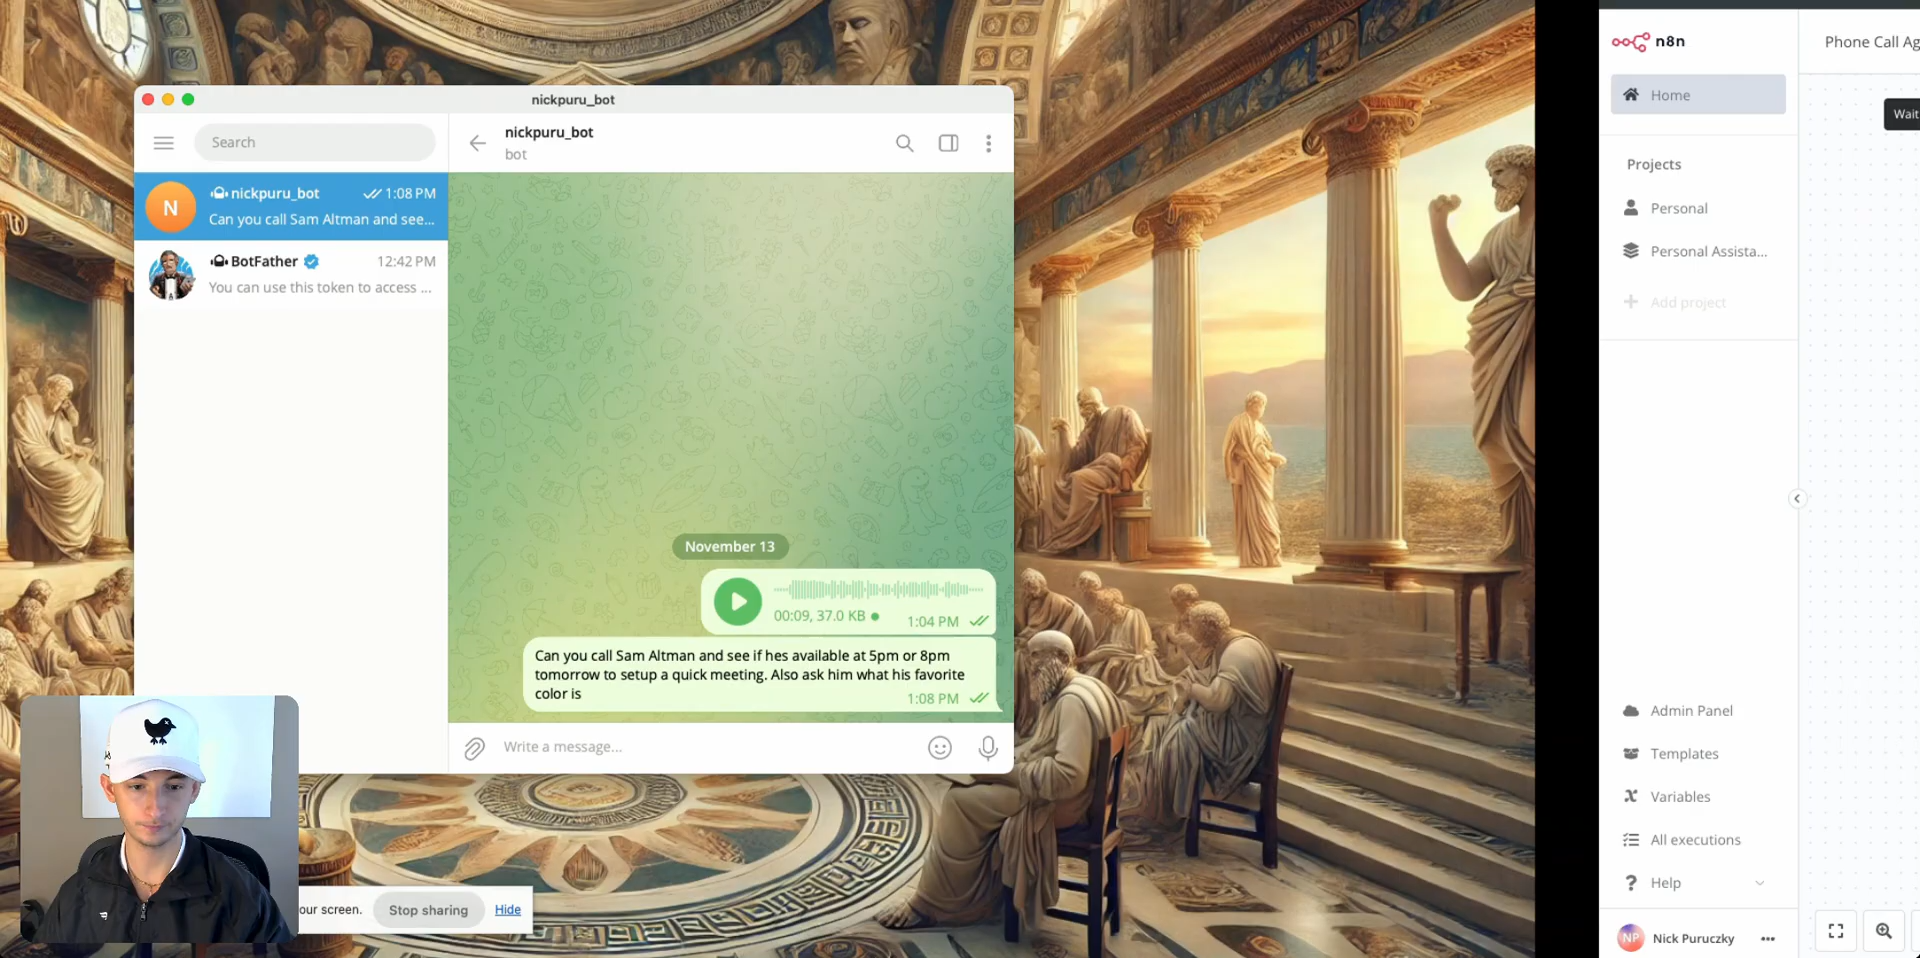 nickpuru_bot
Search
nickpuru_bot
bot
N
nickpuru_bot
1:08 PM
Can you call Sam Altman and see...
BotFather
12:42 PM
You can use this token to access ...
November 13
00:09, 37.0 KB
1:04 PM
Can you call Sam Altman and see if hes available at 5pm or 8pm
tomorrow to setup a quick meeting. Also ask him what his favorite
color is
1:08 PM
Write a message...
our screen.
Stop sharing
Hide
n8n
Phone Call Ag
Home
Wait
Projects
Personal
Personal Assista...
Add project
Admin Panel
Templates
Variables
All executions
Help
NP
Nick Puruczky